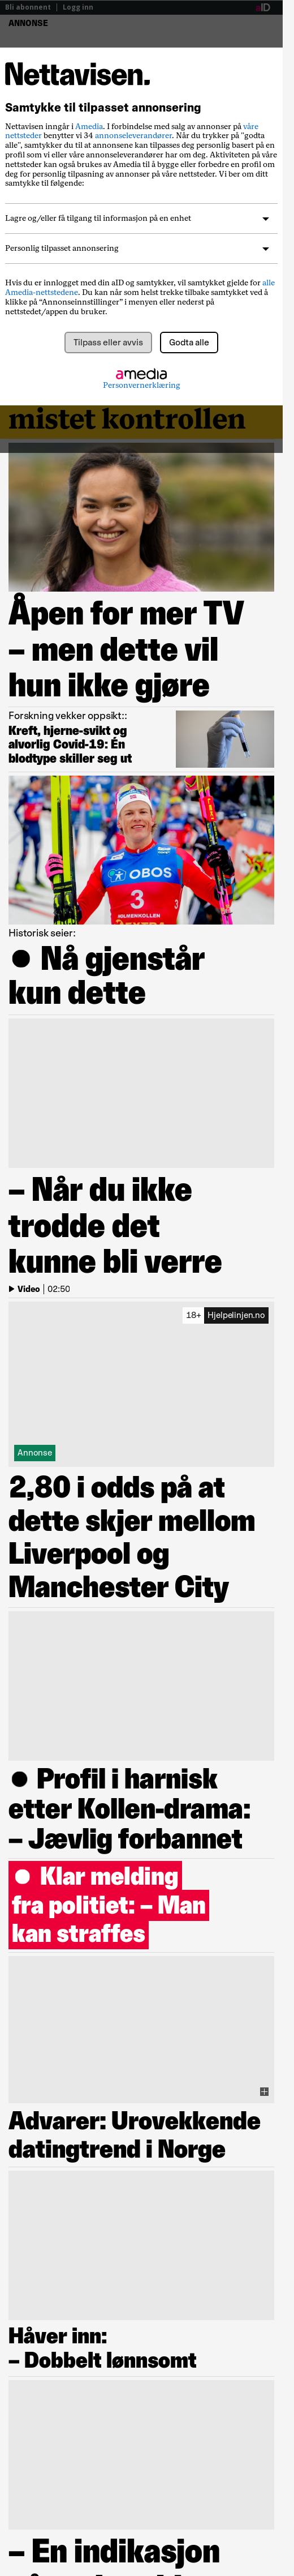 Bli abonnent | Logg inn
aID
ANNONSE
Nettavisen.
Samtykke til tilpasset annonsering
Nettavisen inngår i Amedia. I forbindelse med salg av annonser på våre
nettsteder benytter vi 34 annonseleverandører. Når du trykker på "godta
alle", samtykker du til at annonsene kan tilpasses deg personlig basert på en
profil som vi eller våre annonseleverandører har om deg. Aktiviteten på våre
nettsteder kan også brukes av Amedia til å bygge eller forbedre en profil om
deg for personlig tilpasning av annonser på våre nettsteder. Vi ber om ditt
samtykke til følgende:
Lagre og/eller få tilgang til informasjon på en enhet
Personlig tilpasset annonsering
Hvis du er innlogget med din aID og samtykker, vil samtykket gjelde for alle
Amedia-nettstedene. Du kan når som helst trekke tilbake samtykket ved å
klikke på “Annonseinnstillinger” i menyen eller nederst på
nettstedet/appen du bruker.
Tilpass eller avvis
Godta alle
amedia
Personvernerklæring
mistet kontrollen
Åpen for mer TV
– men dette vil
hun ikke gjøre
Forskning vekker oppsikt::
Kreft, hjerne-svikt og
alvorlig Covid-19: Én
blodtype skiller seg ut
OBOS
3
HOLMENKOLLEN
Historisk seier:
● Nå gjenstår
kun dette
– Når du ikke
trodde det
kunne bli verre
Video | 02:50
18+ Hjelpelinjen.no
Annonse
2,80 i odds på at
dette skjer mellom
Liverpool og
Manchester City
● Profil i harnisk
etter Kollen-drama:
– Jævlig forbannet
● Klar melding
fra politiet: – Man
kan straffes
Advarer: Urovekkende
datingtrend i Norge
Håver inn:
– Dobbelt lønnsomt
– En indikasjon